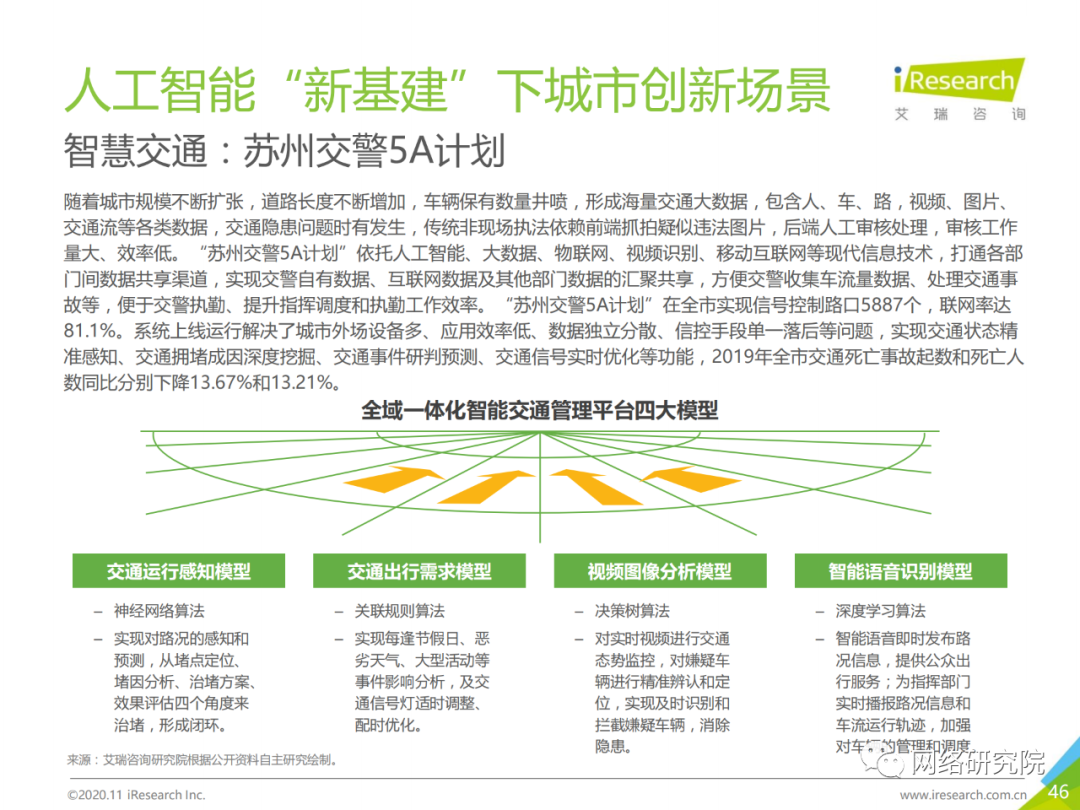 人工智能“新基建”下城市创新场景
iResearch
艾瑞咨询
智慧交通：苏州交警5A计划
随着城市规模不断扩张，道路长度不断增加，车辆保有数量井喷，形成海量交通大数据，包含人、车、路，视频、图片、
交通流等各类数据，交通隐患问题时有发生，传统非现场执法依赖前端抓拍疑似违法图片，后端人工审核处理，审核工作
量大、效率低。“苏州交警5A计划”依托人工智能、大数据、物联网、视频识别、移动互联网等现代信息技术，打通各部
门间数据共享渠道，实现交警自有数据、互联网数据及其他部门数据的汇聚共享，方便交警收集车流量数据、处理交通事
故等，便于交警执勤、提升指挥调度和执勤工作效率。“苏州交警5A计划”在全市实现信号控制路口5887个，联网率达
81.1%。系统上线运行解决了城市外场设备多、应用效率低、数据独立分散、信控手段单一落后等问题，实现交通状态精
准感知、交通拥堵成因深度挖掘、交通事件研判预测、交通信号实时优化等功能，2019年全市交通死亡事故起数和死亡人
数同比分别下降13.67%和13.21%。
全域一体化智能交通管理平台四大模型
交通运行感知模型
– 神经网络算法
– 实现对路况的感知和
预测，从堵点定位、
堵因分析、治堵方案、
效果评估四个角度来
治堵，形成闭环。
交通出行需求模型
– 关联规则算法
– 实现每逢节假日、恶
劣天气、大型活动等
事件影响分析，及交
通信号灯适时调整、
配时优化。
视频图像分析模型
– 决策树算法
– 对实时视频进行交通
态势监控，对嫌疑车
辆进行精准辨认和定
位，实现及时识别和
拦截嫌疑车辆，消除
隐患。
智能语音识别模型
– 深度学习算法
– 智能语音即时发布路
况信息，提供公众出
行服务；为指挥部门
实时播报路况信息和
车流运行轨迹，加强
对车辆的管理和调度
来源：艾瑞咨询研究院根据公开资料自主研究绘制。
网络研究院
©2020.11 iResearch Inc.
www.iresearch.com.cn
46